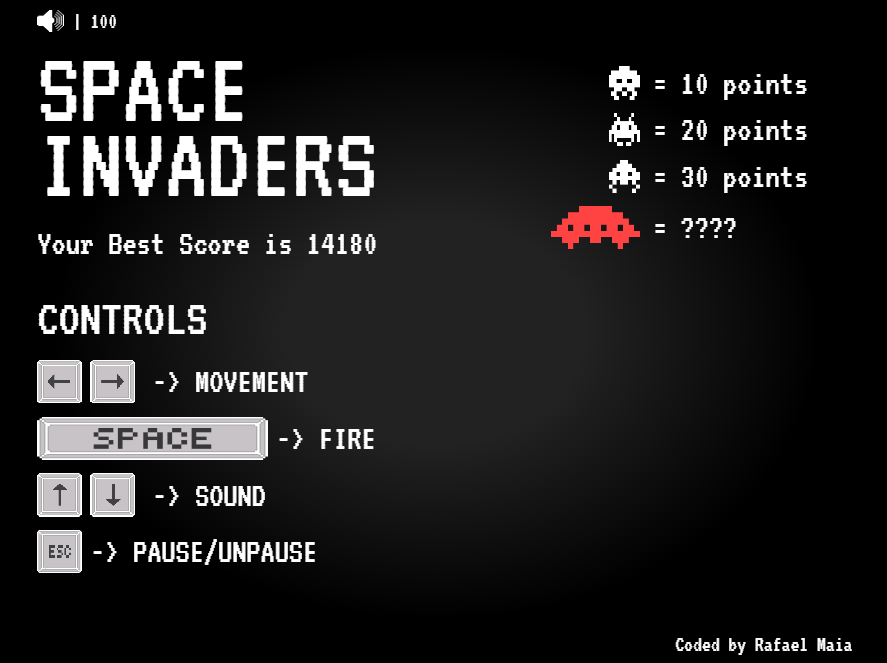 | 100
SPACE
INVADERS
= 10 points
= 20 points
= 30 points
= ????
Your Best Score is 14180
CONTROLS
← → -> MOVEMENT
SPACE -> FIRE
↑ ↓ -> SOUND
ESC -> PAUSE/UNPAUSE
Coded by Rafael Maia